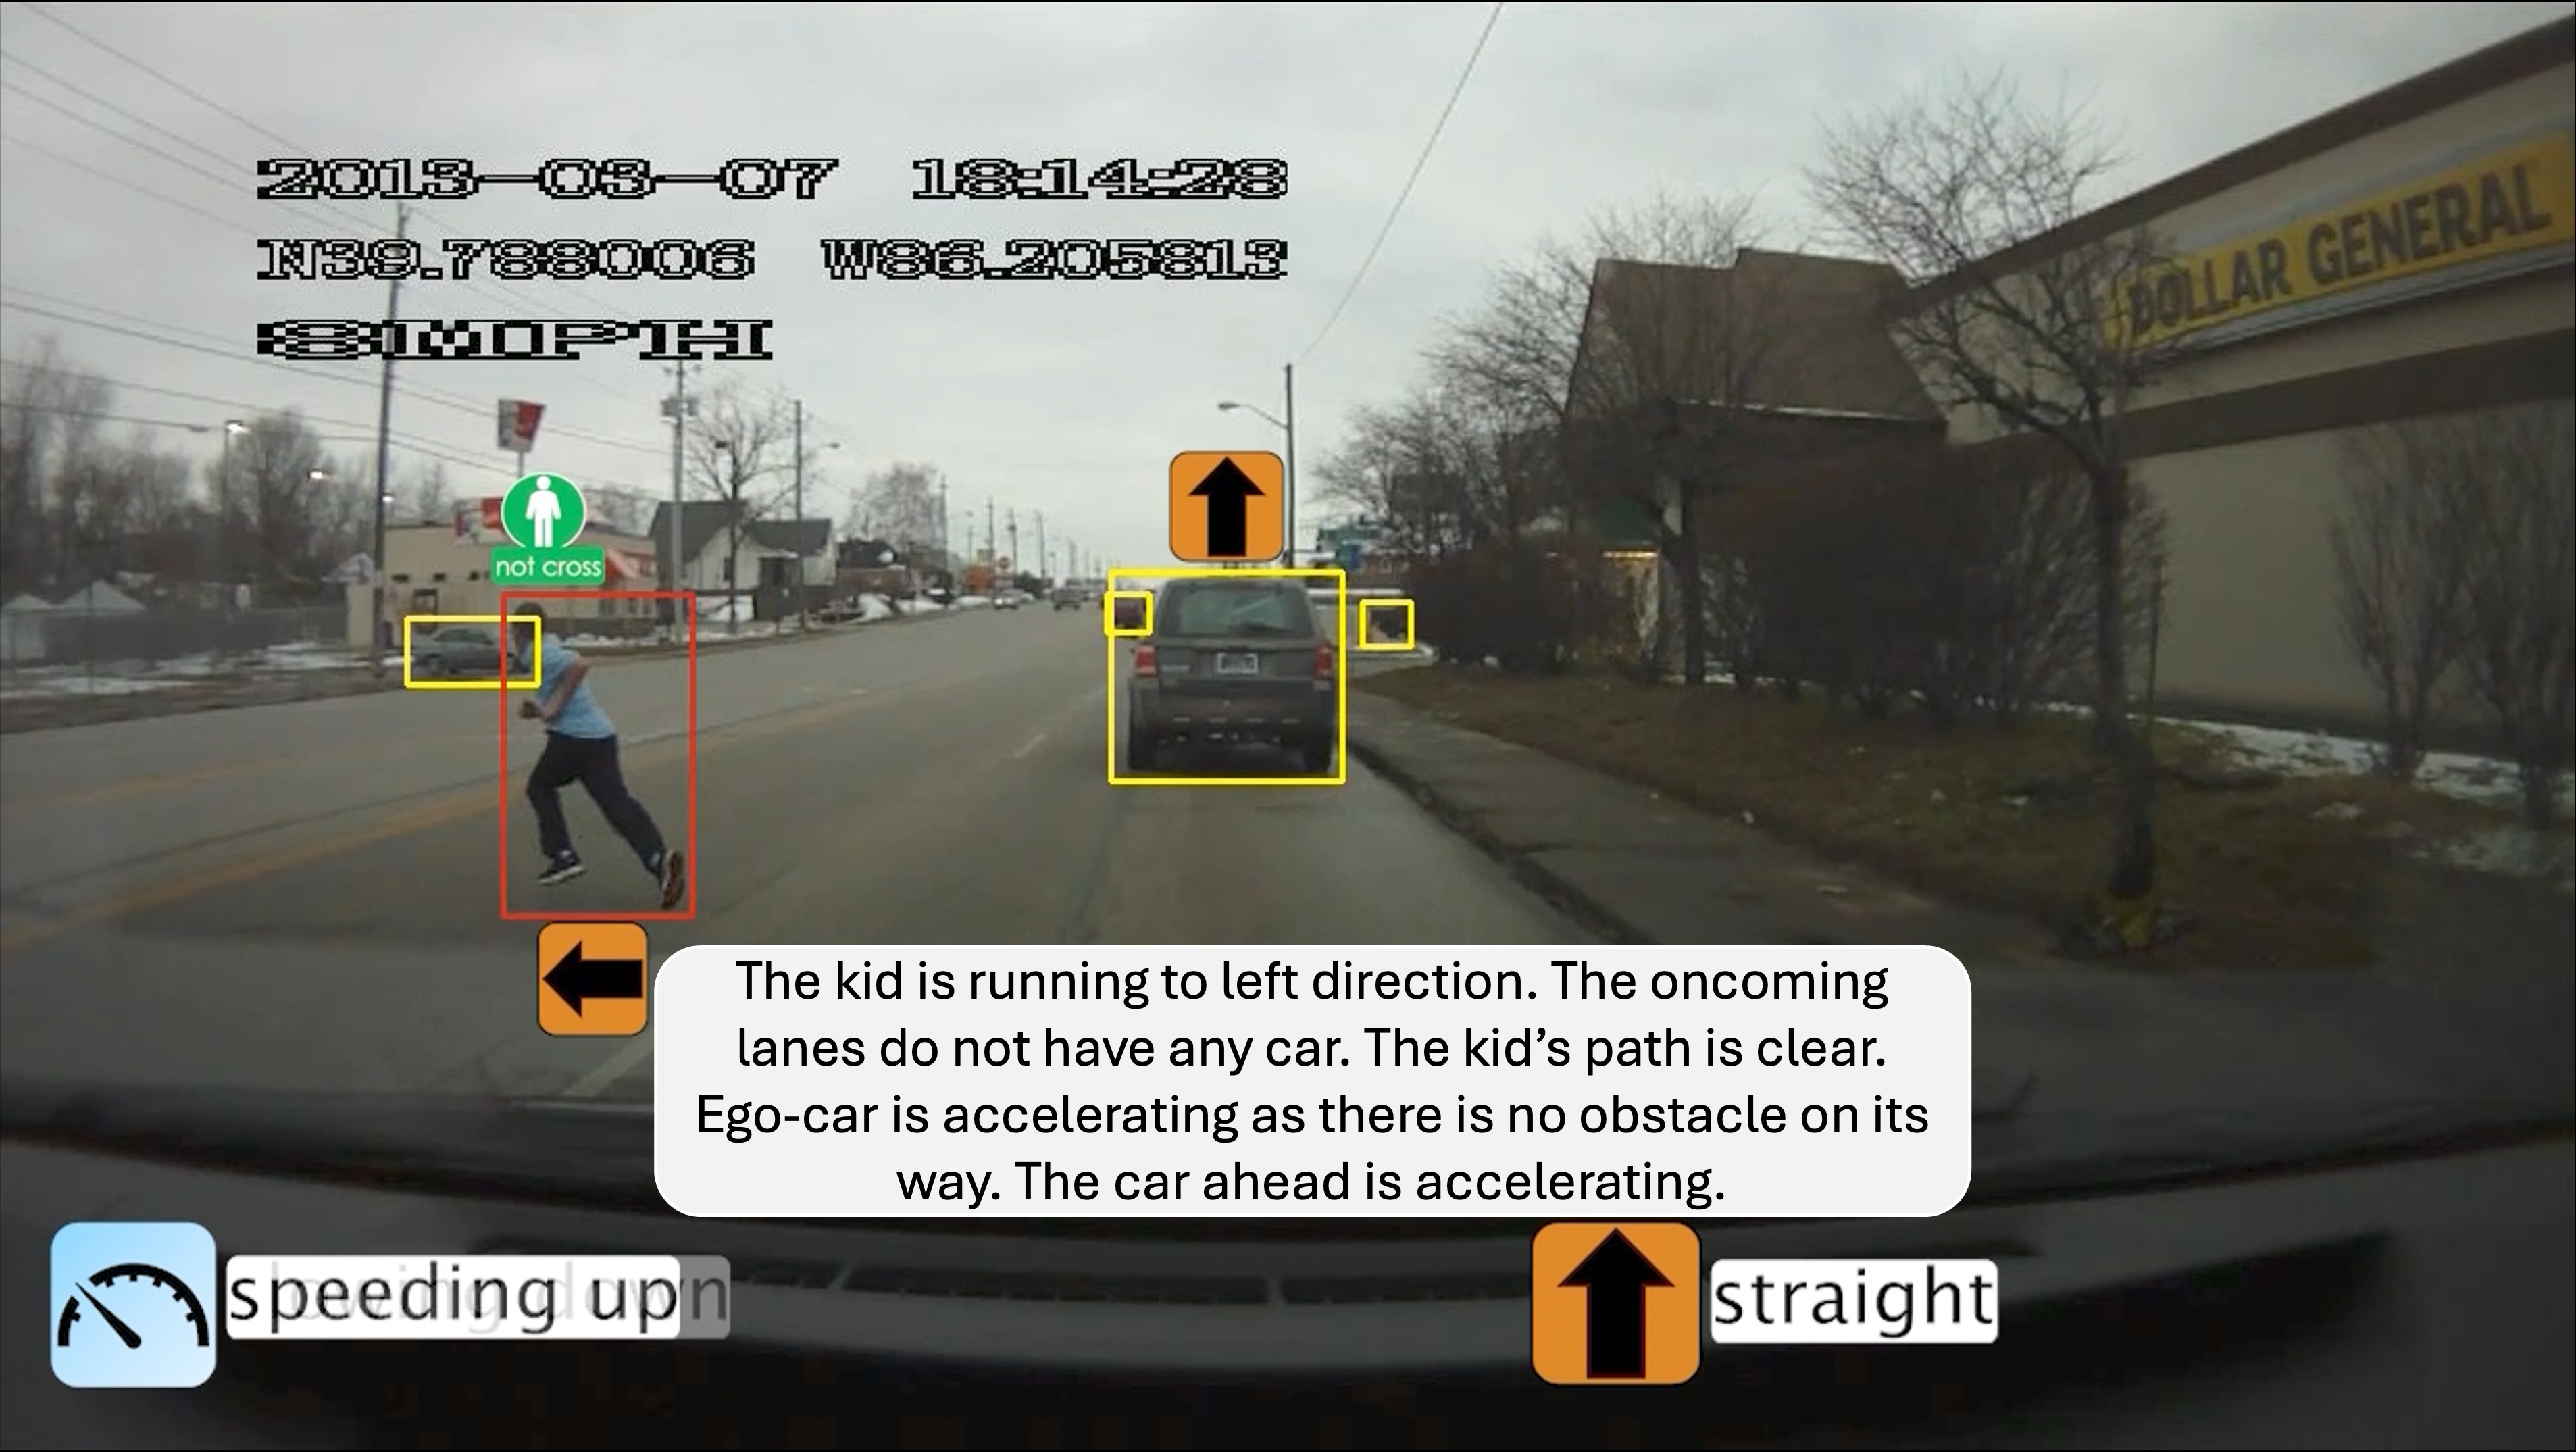 2013-03-07 18:14:28
N39.788006 W86.205813
8MPH
DOLLAR GENERAL
not cross
The kid is running to left direction. The oncoming
lanes do not have any car. The kid's path is clear.
Ego-car is accelerating as there is no obstacle on its
way. The car ahead is accelerating.
speeding up
straight